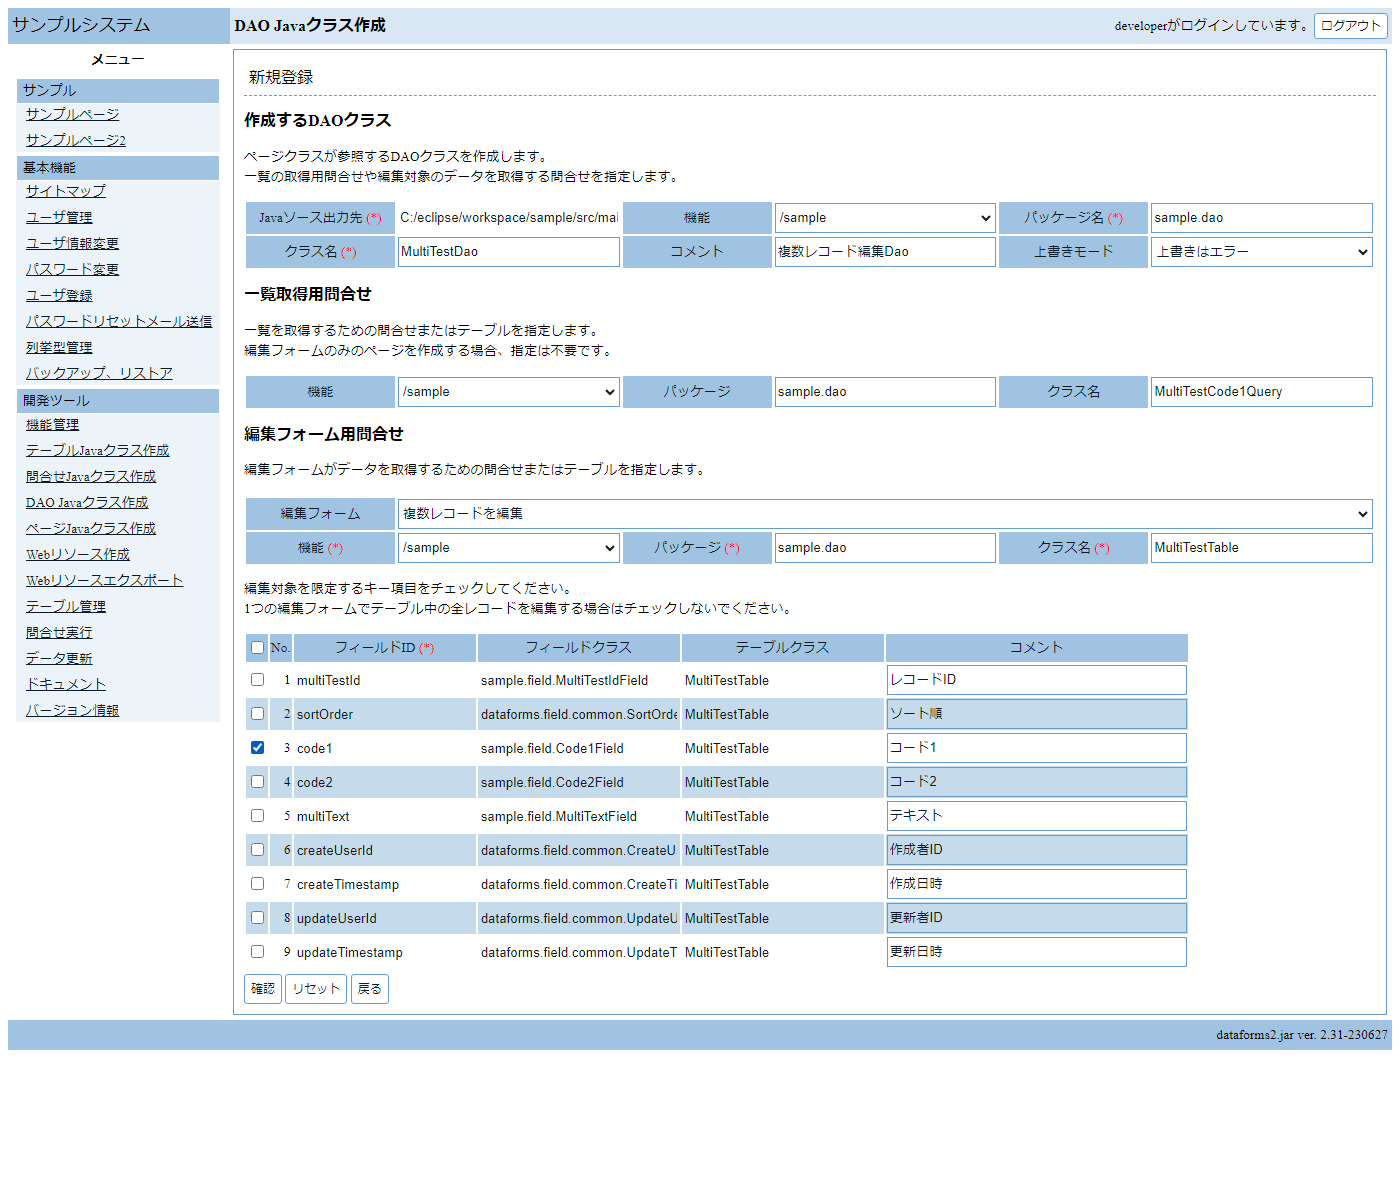 サンプルシステム
DAO Javaクラス作成
developerがログインしています。 ログアウト
メニュー
サンプル
サンプルページ
サンプルページ2
基本機能
サイトマップ
ユーザ管理
ユーザ情報変更
パスワード変更
ユーザ登録
パスワードリセットメール送信
列挙型管理
バックアップ、リストア
開発ツール
機能管理
テーブルJavaクラス作成
問合せJavaクラス作成
DAO Javaクラス作成
ページJavaクラス作成
Webリソース作成
Webリソースエクスポート
テーブル管理
問合せ実行
データ更新
ドキュメント
バージョン情報
新規登録
作成するDAOクラス
ページクラスが参照するDAOクラスを作成します。
一覧の取得用問合せや編集対象のデータを取得する問合せを指定します。
Javaソース出力先 (*) C:/eclipse/workspace/sample/src/mai 機能 /sample パッケージ名 (*) sample.dao
クラス名 (*) MultiTestDao コメント 複数レコード編集Dao 上書きモード 上書きはエラー
一覧取得用問合せ
一覧を取得するための問合せまたはテーブルを指定します。
編集フォームのみのページを作成する場合、指定は不要です。
機能 /sample パッケージ sample.dao クラス名 MultiTestCode1Query
編集フォーム用問合せ
編集フォームがデータを取得するための問合せまたはテーブルを指定します。
編集フォーム 複数レコードを編集
機能 (*) /sample パッケージ (*) sample.dao クラス名 (*) MultiTestTable
編集対象を限定するキー項目をチェックしてください。
1つの編集フォームでテーブル中の全レコードを編集する場合はチェックしないでください。
No. フィールドID (*) フィールドクラス テーブルクラス コメント
1 multiTestId sample.field.MultiTestIdField MultiTestTable レコードID
2 sortOrder dataforms.field.common.SortOrde MultiTestTable ソート順
3 code1 sample.field.Code1Field MultiTestTable コード1
4 code2 sample.field.Code2Field MultiTestTable コード2
5 multiText sample.field.MultiTextField MultiTestTable テキスト
6 createUserId dataforms.field.common.CreateU MultiTestTable 作成者ID
7 createTimestamp dataforms.field.common.CreateTi MultiTestTable 作成日時
8 updateUserId dataforms.field.common.UpdateU MultiTestTable 更新者ID
9 updateTimestamp dataforms.field.common.UpdateT MultiTestTable 更新日時
確認 リセット 戻る
dataforms2.jar ver. 2.31-230627